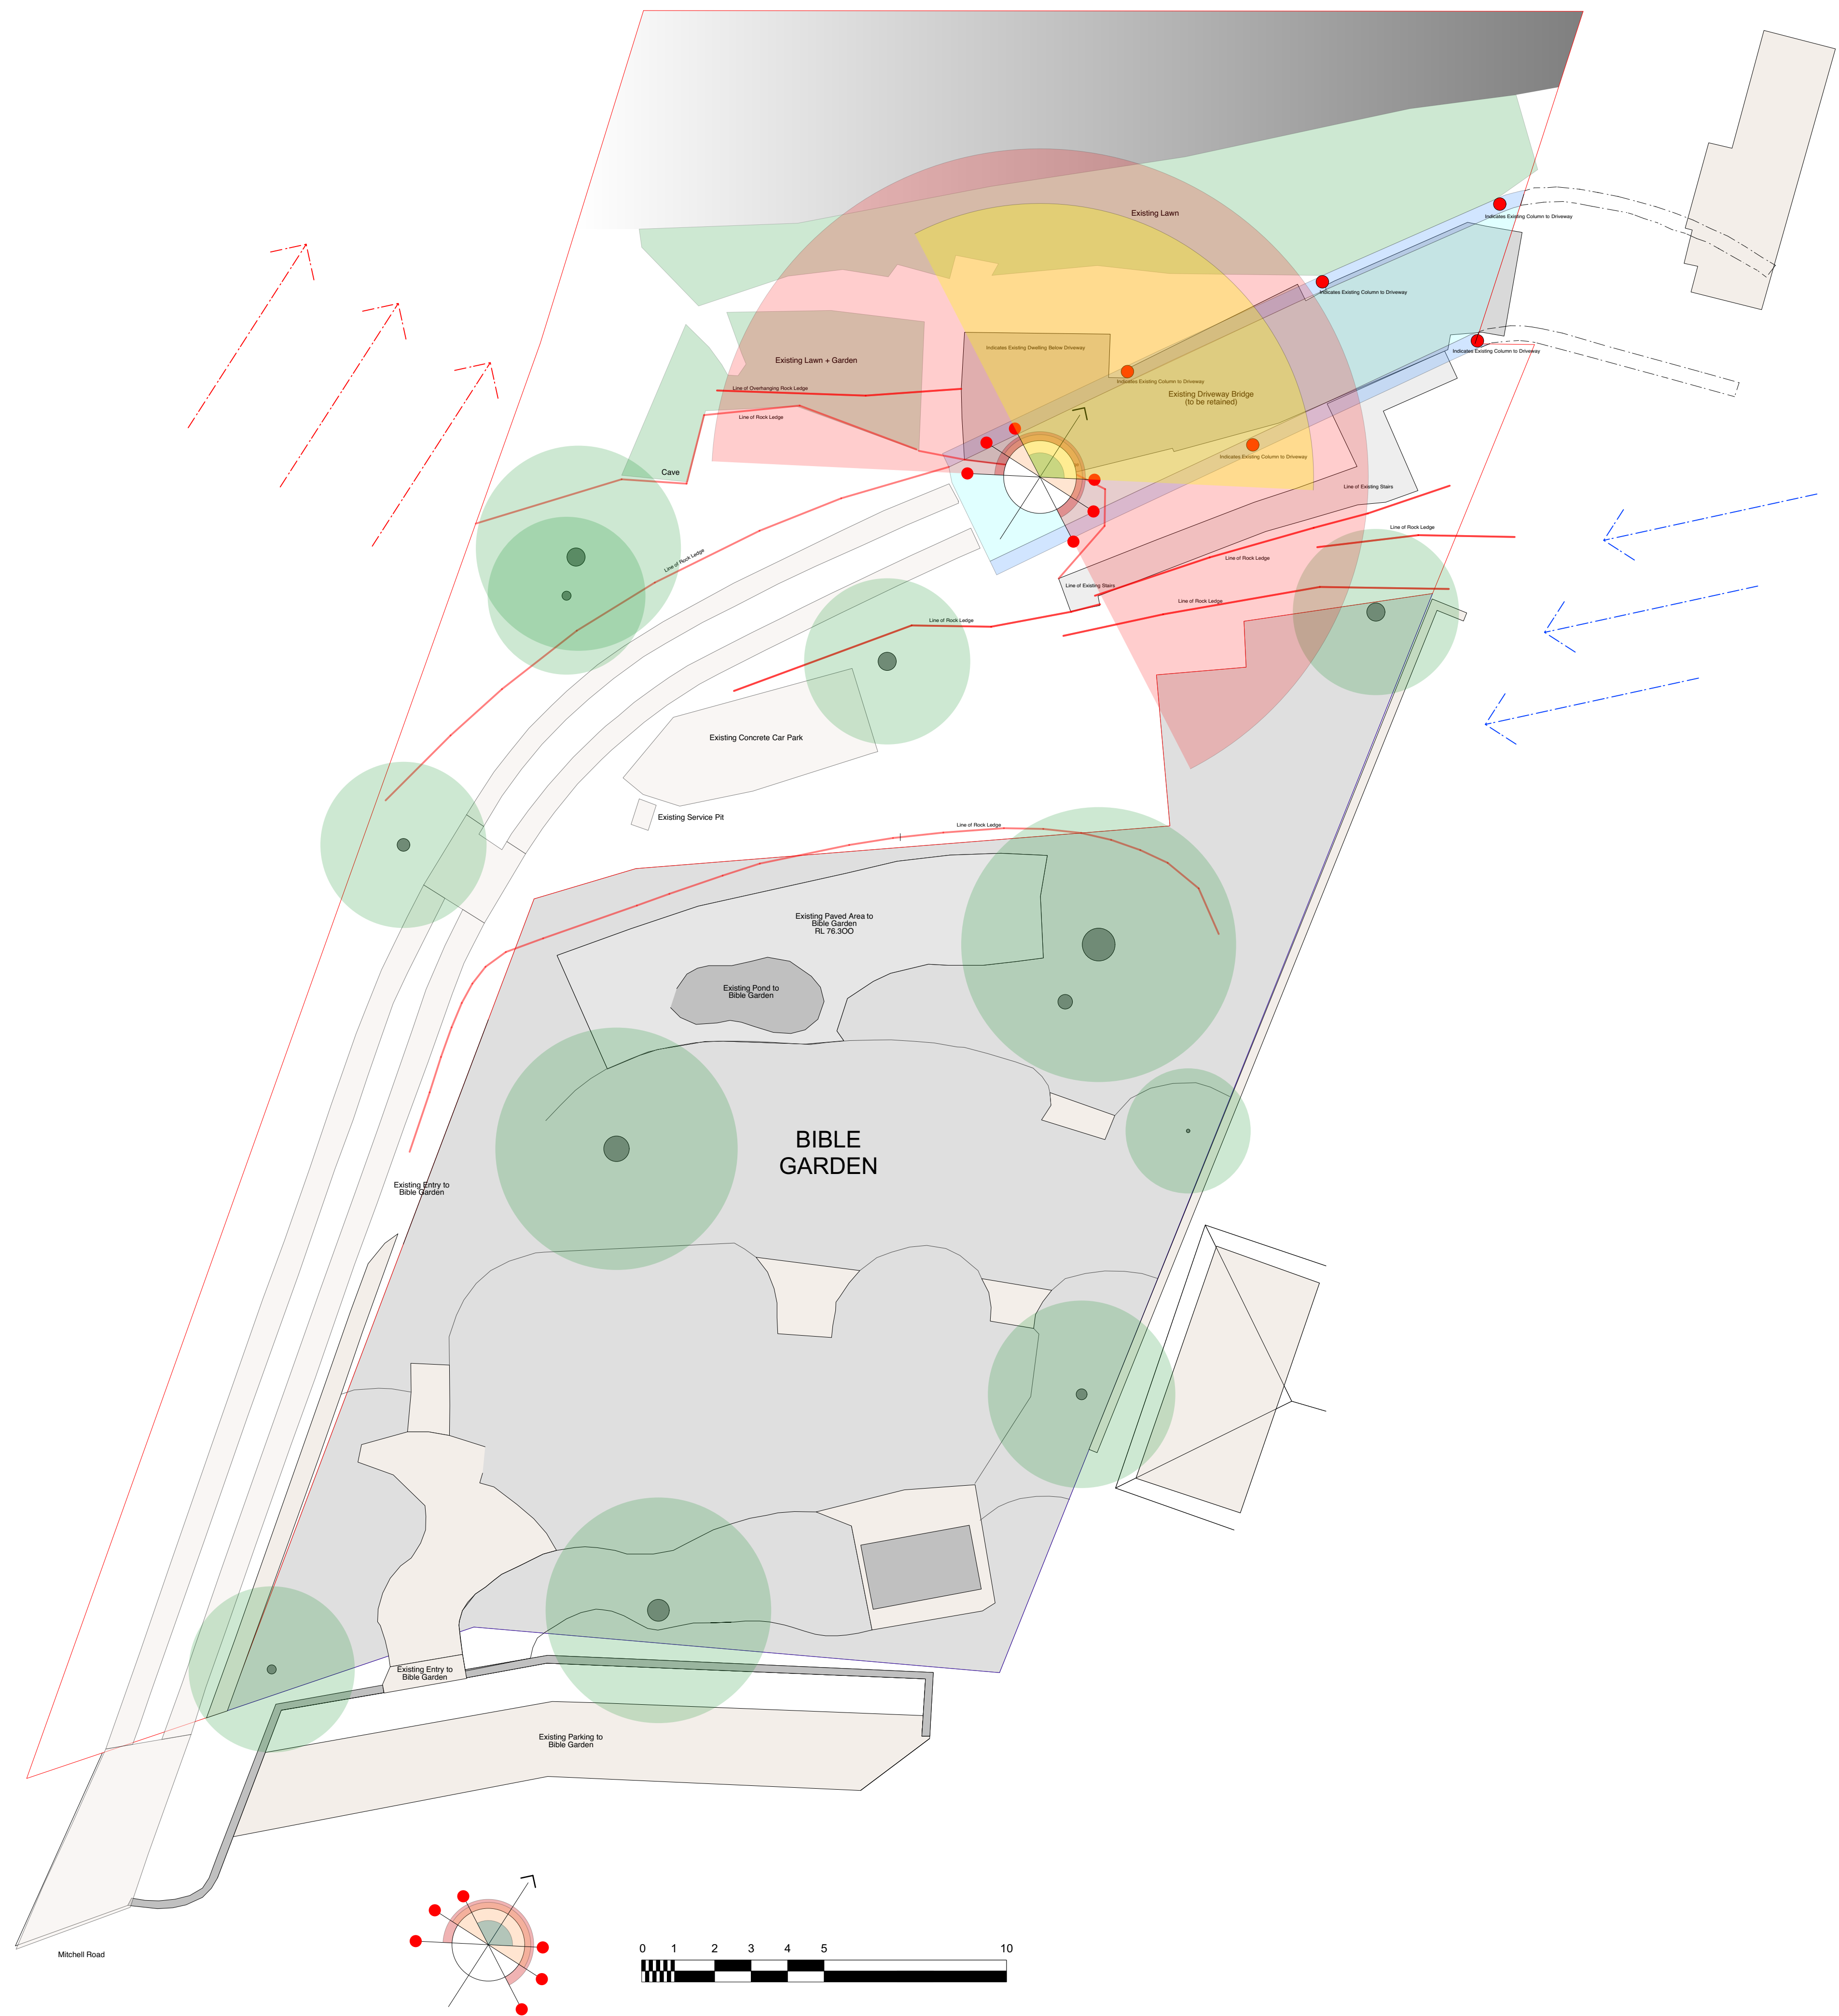 Existing Lawn
Indicates Existing Column to Driveway
Indicates Existing Column to Driveway
Indicates Existing Dwelling Below Driveway
Indicates Existing Column to Driveway
Existing Lawn + Garden
Indicates Existing Column to Driveway
Line of Overhanging Rock Ledge
Existing Driveway Bridge
(to be retained)
Line of Rock Ledge
Indicates Existing Column to Driveway
Cave
Line of Existing Stairs
Line of Rock Ledge
Line of Rock Ledge
Line of Rock Ledge
Line of Existing Stairs
Line of Rock Ledge
Line of Rock Ledge
Existing Concrete Car Park
Existing Service Pit
Line of Rock Ledge
Existing Paved Area to
Bible Garden
RL 76.3OO
Existing Pond to
Bible Garden
BIBLE
GARDEN
Existing Entry to
Bible Garden
Existing Entry to
Bible Garden
Existing Parking to
Bible Garden
Mitchell Road
0 1 2 3 4 5 10